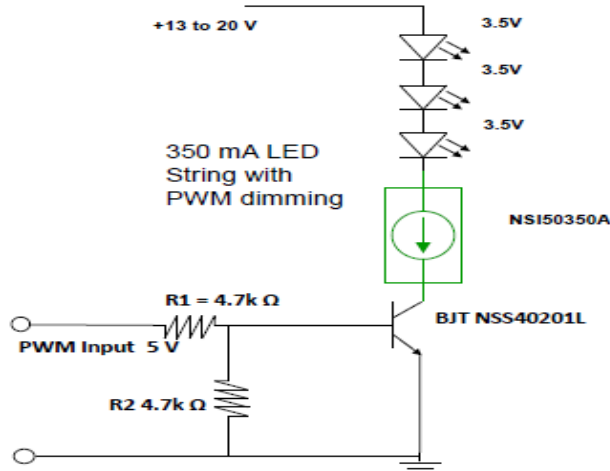 +13 to 20 V
3.5V
3.5V
3.5V
350 mA LED
String with
PWM dimming
NSI50350A
R1 = 4.7k Ω
BJT NSS40201L
PWM Input 5 V
R2 4.7k Ω